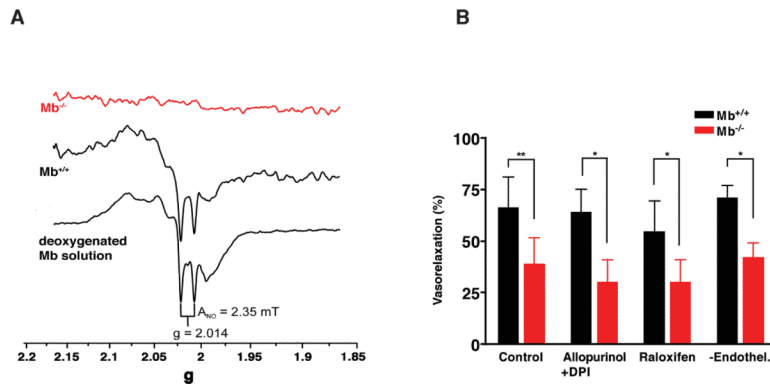 A
Mb-/-
Mb+/+
deoxygenated
Mb solution
ANO = 2.35 mT
g = 2.014
2.2 2.15 2.1 2.05 2 1.95 1.9 1.85
g
B
Mb+/+
Mb-/-
100
75
50
25
0
Vasorelaxation (%)
** * * *
Control Allopurinol +DPI Raloxifen -Endothel.